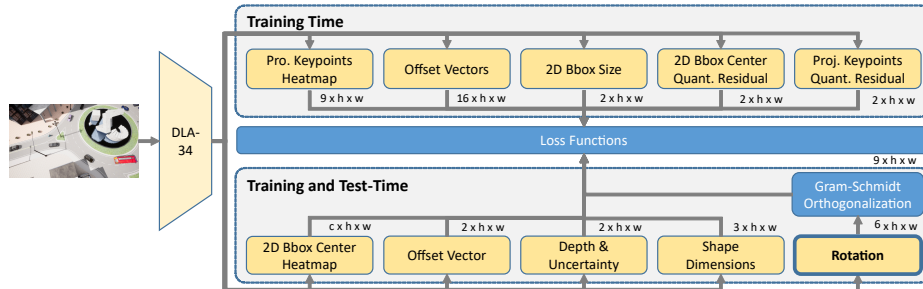 Training Time
Pro. Keypoints
Heatmap
Offset Vectors
2D Bbox Size
2D Bbox Center
Quant. Residual
Proj. Keypoints
Quant. Residual
9 x h x w
16 x h x w
2 x h x w
2 x h x w
2 x h x w
DLA-
34
Loss Functions
9 x h x w
Training and Test-Time
Gram-Schmidt
Orthogonalization
c x h x w
2 x h x w
2 x h x w
3 x h x w
6 x h x w
2D Bbox Center
Heatmap
Offset Vector
Depth &
Uncertainty
Shape
Dimensions
Rotation